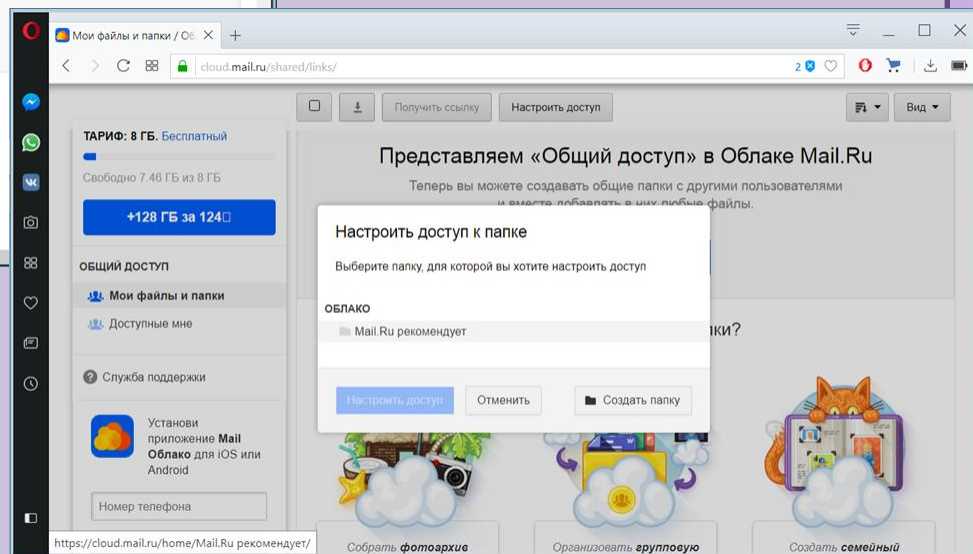 Мои файлы и папки / Об
cloud.mail.ru/shared/links/
2
Получить ссылку
Настроить доступ
Вид
ТАРИФ: 8 ГБ. Бесплатный
Свободно 7.46 ГБ из 8 ГБ
+128 ГБ за 124
ОБЩИЙ ДОСТУП
Мои файлы и папки
Доступные мне
Служба поддержки
Установи
приложение Mail
Облако для iOS или
Android
Номер телефона
https://cloud.mail.ru/home/Mail.Ru рекомендует/
Представляем «Общий доступ» в Облаке Mail.Ru
Теперь вы можете создавать общие папки с другими пользователями
и вместе добавлять в них любые файлы.
Настроить доступ к папке
Выберите папку, для которой вы хотите настроить доступ
ОБЛАКО
Mail.Ru рекомендует
Настроить доступ
Отменить
Создать папку
пки?
W
Собрать фотоархив
Организовать групповую
Создать семейный